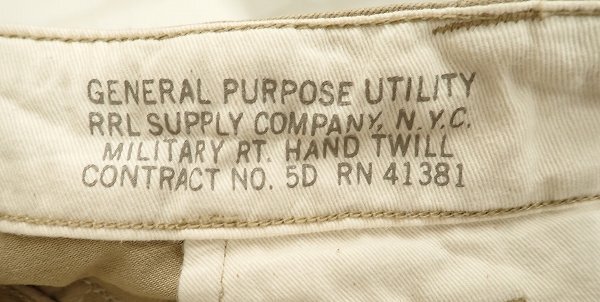 GENERAL PURPOSE UTILITY
RRL SUPPLY COMPANY, N.Y.C.
MILITARY RT. HAND TWILL
CONTRACT NO. 5D RN 41381